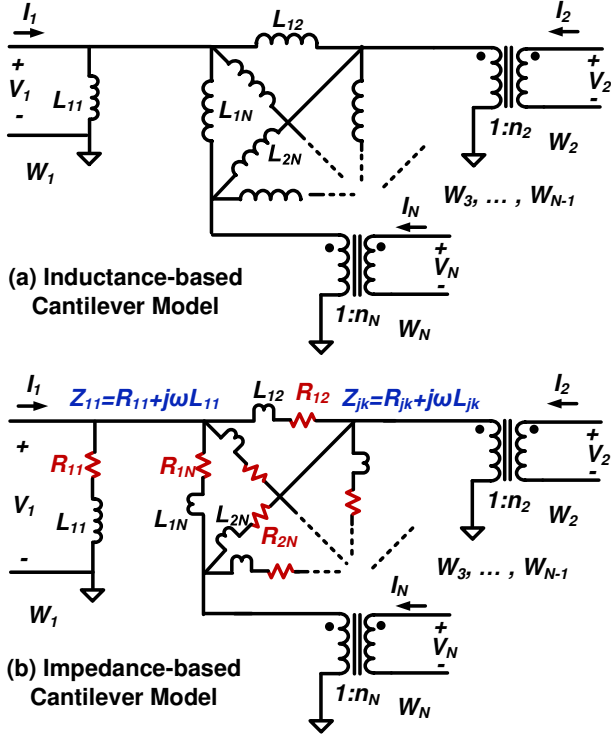 I1
L12
I2
+
V1
-
L11
L1N
L2N
1:n2
+
V2
-
W1
W2
W3, ... , WN-1
IN
+
VN
-
1:nN
WN
(a) Inductance-based
Cantilever Model
I1
Z11=R11+jωL11
L12
R12
Zjk=Rjk+jωLjk
I2
+
V1
-
R11
L11
R1N
L1N
L2N
R2N
1:n2
+
V2
-
W1
W2
W3, ... , WN-1
IN
+
VN
-
1:nN
WN
(b) Impedance-based
Cantilever Model